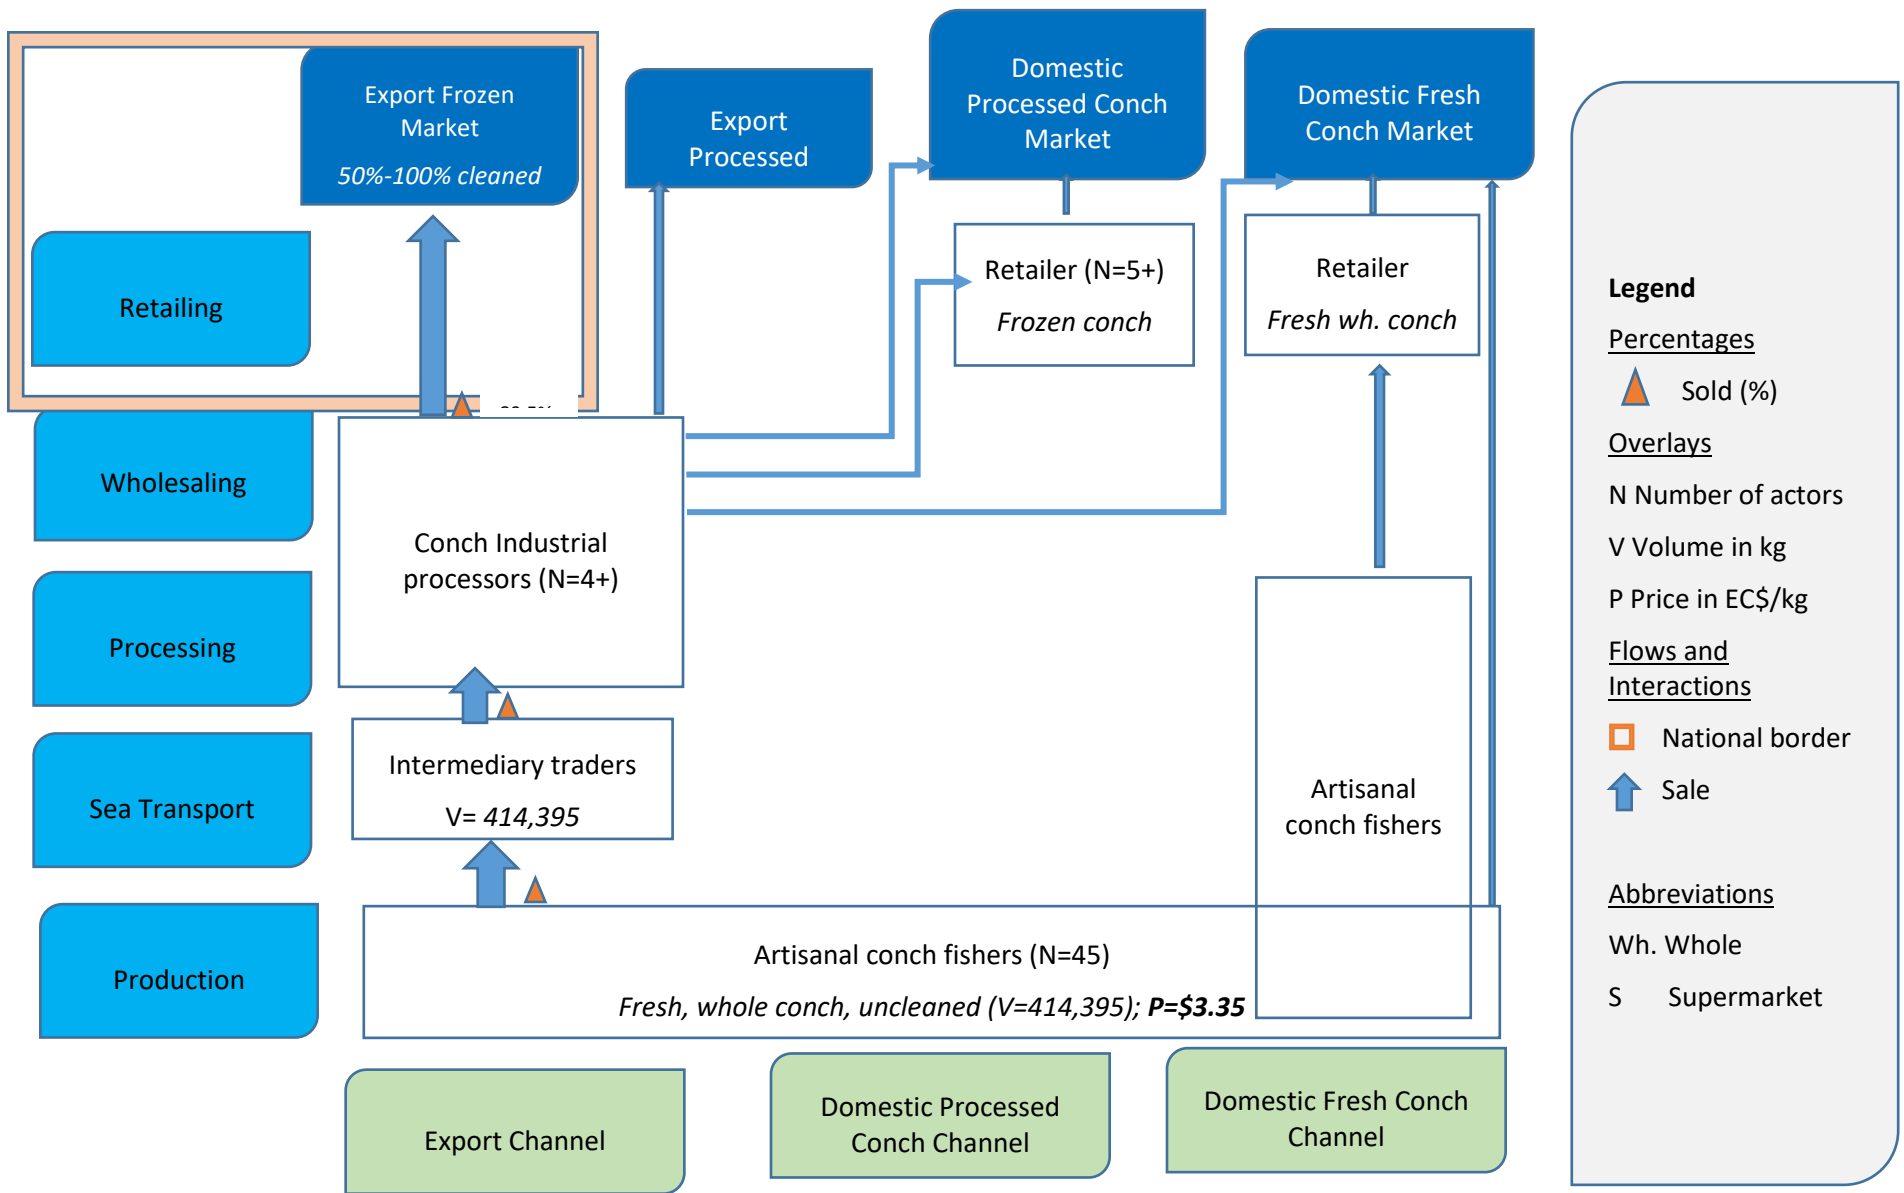 Export Frozen
Market
50%-100% cleaned
Export
Processed
Domestic
Processed Conch
Market
Domestic Fresh
Conch Market
Retailing
Retailer (N=5+)
Frozen conch
Retailer
Fresh wh. conch
Wholesaling
Conch Industrial
processors (N=4+)
Processing
Intermediary traders
V= 414,395
Sea Transport
Artisanal
conch fishers
Production
Artisanal conch fishers (N=45)
Fresh, whole conch, uncleaned (V=414,395); P=$3.35
Export Channel
Domestic Processed
Conch Channel
Domestic Fresh Conch
Channel
Legend
Percentages
Sold (%)
Overlays
N Number of actors
V Volume in kg
P Price in EC$/kg
Flows and
Interactions
National border
Sale
Abbreviations
Wh. Whole
S Supermarket